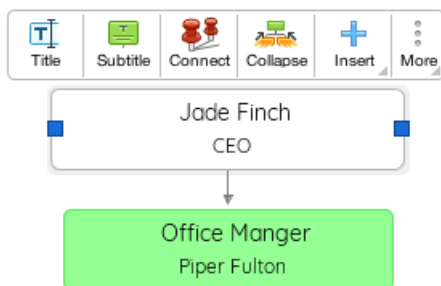 Title Subtitle Connect Collapse Insert More
Jade Finch
CEO
Office Manger
Piper Fulton